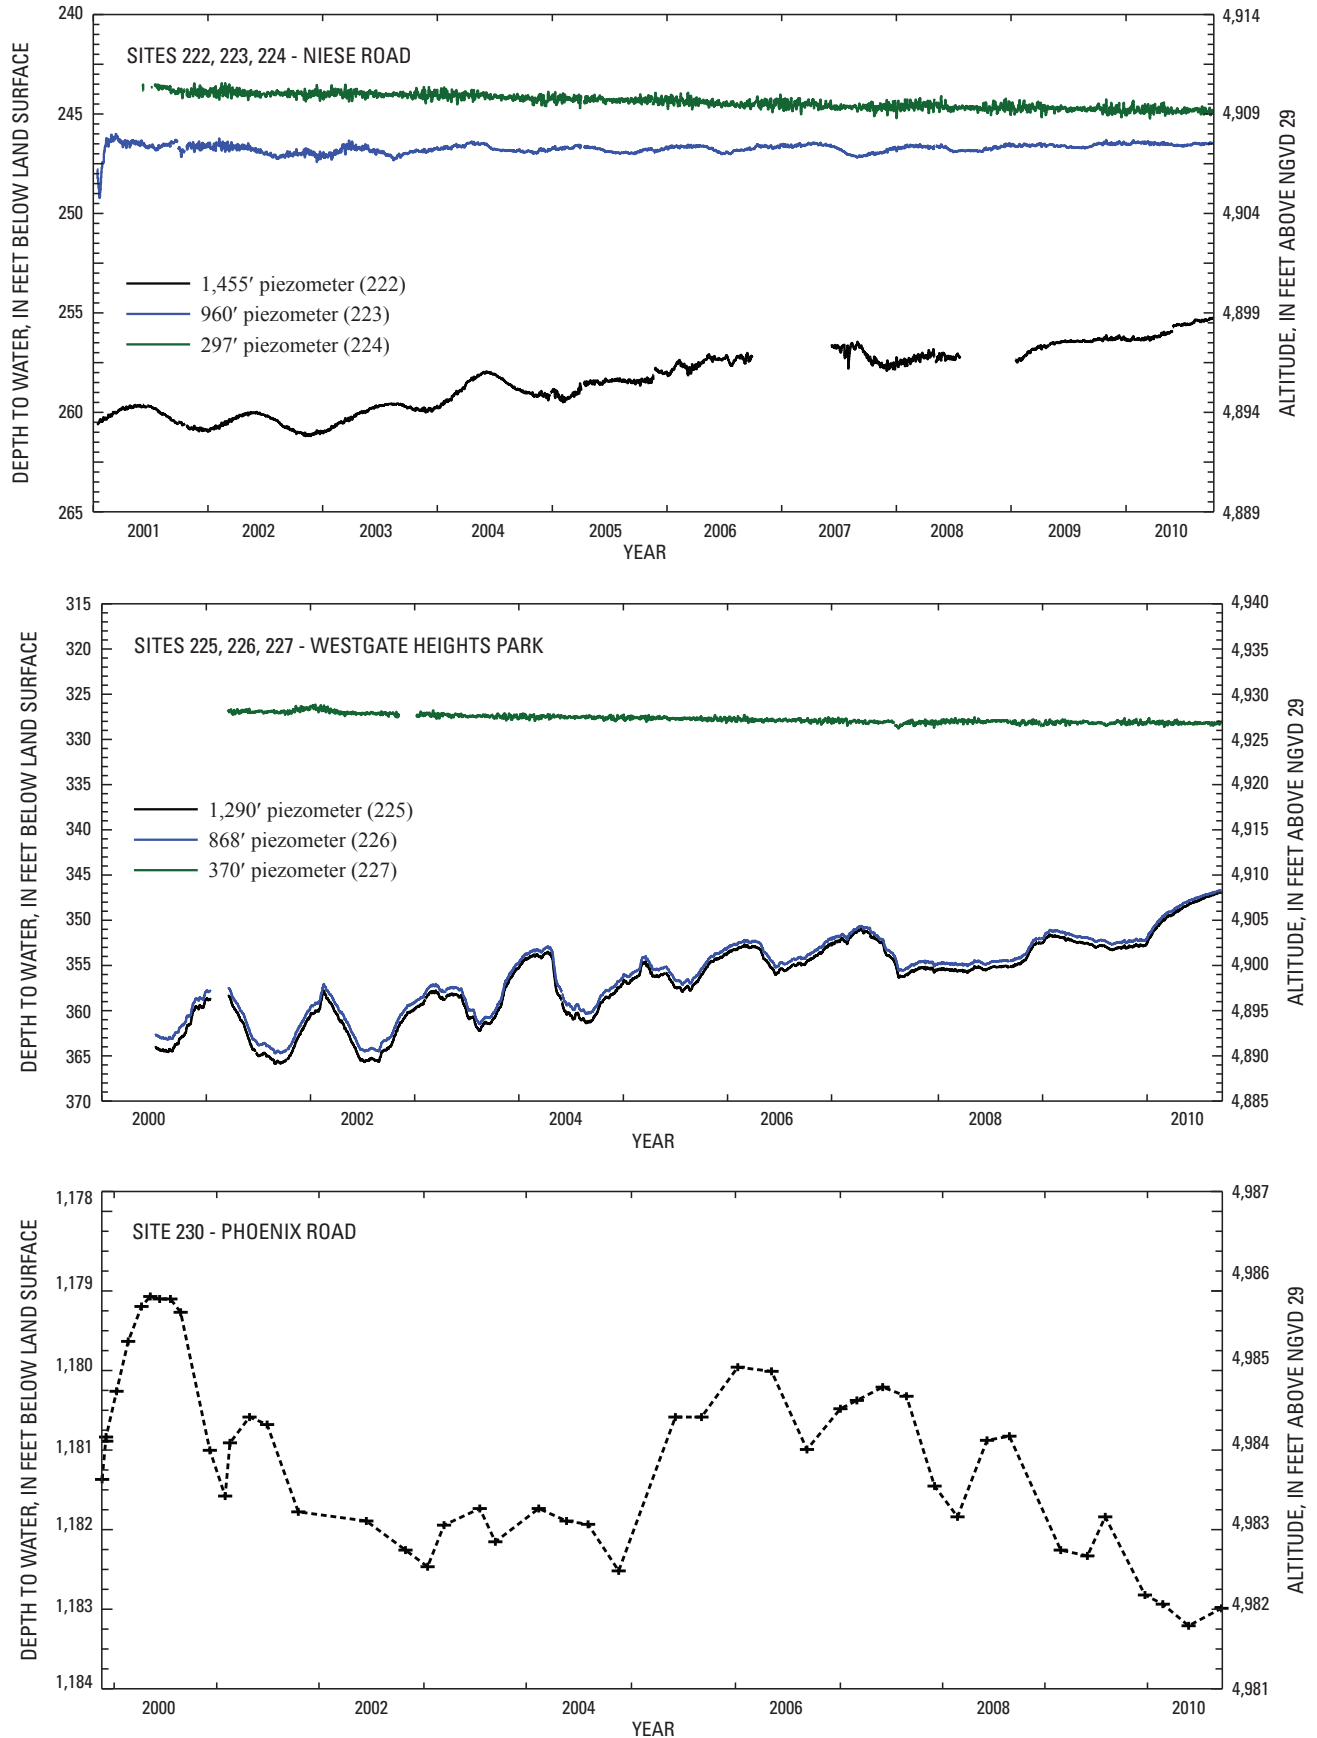 SITES 222, 223, 224 - NIESE ROAD
DEPTH TO WATER, IN FEET BELOW LAND SURFACE
240
245
250
255
260
265
1,455′ piezometer (222)
960′ piezometer (223)
297′ piezometer (224)
4,914
4,909
4,904
4,899
4,894
4,889
ALTITUDE, IN FEET ABOVE NGVD 29
2001 2002 2003 2004 2005 2006 2007 2008 2009 2010
YEAR
SITES 225, 226, 227 - WESTGATE HEIGHTS PARK
DEPTH TO WATER, IN FEET BELOW LAND SURFACE
315
320
325
330
335
340
345
350
355
360
365
370
1,290′ piezometer (225)
868′ piezometer (226)
370′ piezometer (227)
4,940
4,935
4,930
4,925
4,920
4,915
4,910
4,905
4,900
4,895
4,890
4,885
ALTITUDE, IN FEET ABOVE NGVD 29
2000 2002 2004 2006 2008 2010
YEAR
SITE 230 - PHOENIX ROAD
DEPTH TO WATER, IN FEET BELOW LAND SURFACE
1,178
1,179
1,180
1,181
1,182
1,183
1,184
4,987
4,986
4,985
4,984
4,983
4,982
4,981
ALTITUDE, IN FEET ABOVE NGVD 29
2000 2002 2004 2006 2008 2010
YEAR